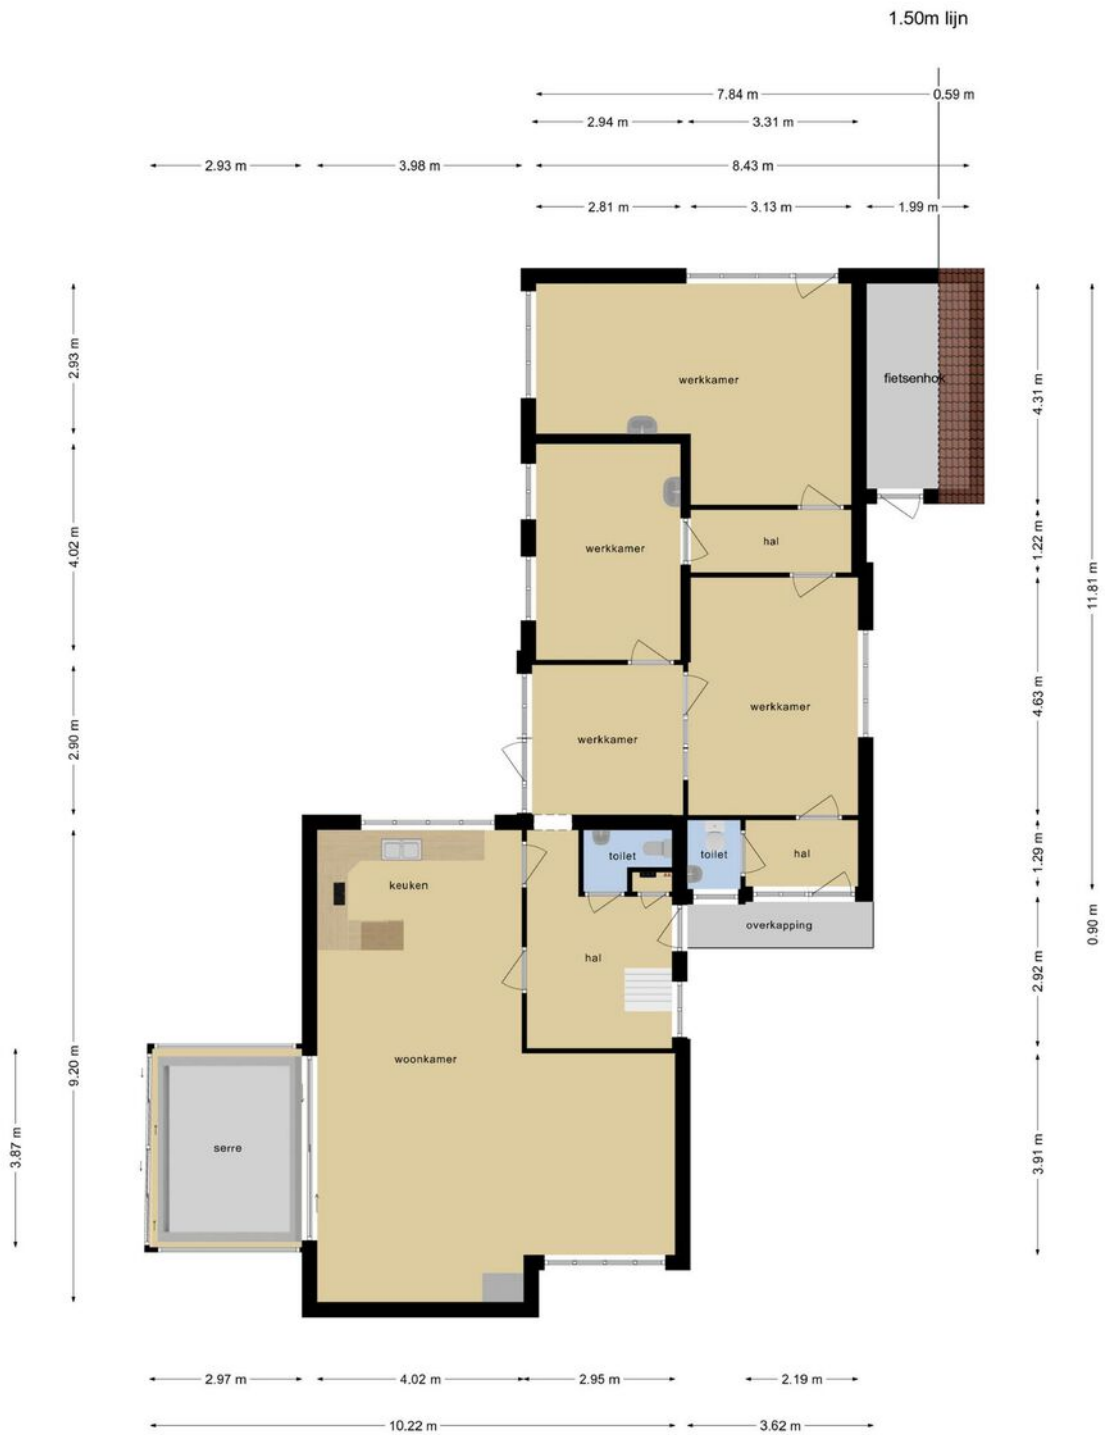 1.50m lijn
7.84 m
0.59 m
2.94 m
3.31 m
2.93 m
3.98 m
8.43 m
2.81 m
3.13 m
1.99 m
2.93 m
werkkamer
fietsenhok
4.31 m
4.02 m
werkkamer
hal
1.22 m
11.81 m
2.90 m
werkkamer
werkkamer
4.63 m
keuken
toilet
toilet
hal
1.29 m
overkapping
0.90 m
hal
2.92 m
9.20 m
woonkamer
3.87 m
serre
3.91 m
2.97 m
4.02 m
2.95 m
2.19 m
10.22 m
3.62 m